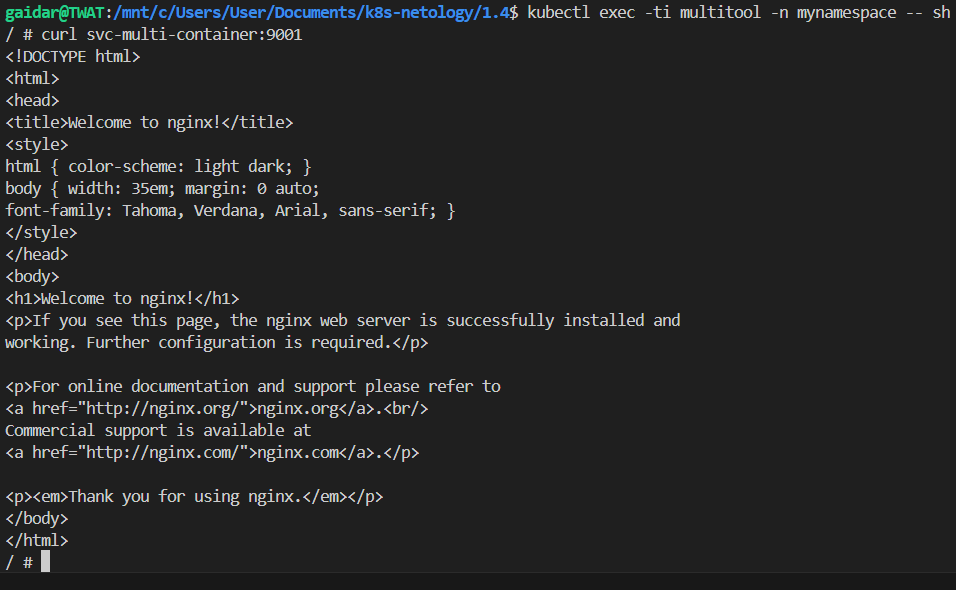 gaidar@TWAT:/mnt/c/Users/User/Documents/k8s-netology/1.4$ kubectl exec -ti multitool -n mynamespace -- sh
/ # curl svc-multi-container:9001
<!DOCTYPE html>
<html>
<head>
<title>Welcome to nginx!</title>
<style>
html { color-scheme: light dark; }
body { width: 35em; margin: 0 auto;
font-family: Tahoma, Verdana, Arial, sans-serif; }
</style>
</head>
<body>
<h1>Welcome to nginx!</h1>
<p>If you see this page, the nginx web server is successfully installed and
working. Further configuration is required.</p>

<p>For online documentation and support please refer to
<a href="http://nginx.org/">nginx.org</a>.<br/>
Commercial support is available at
<a href="http://nginx.com/">nginx.com</a>.</p>

<p><em>Thank you for using nginx.</em></p>
</body>
</html>
/ #